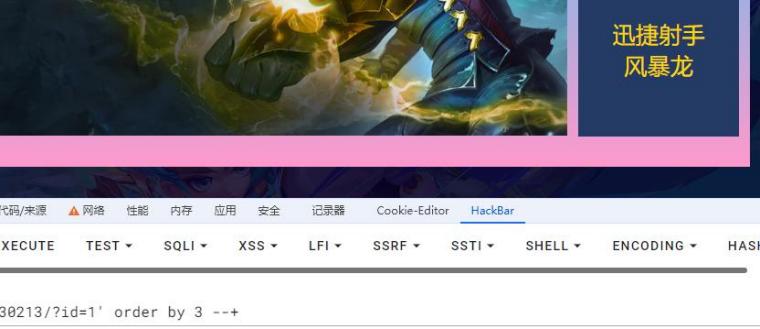 迅捷射手
风暴龙
代码/来源 网络 性能 内存 应用 安全 记录器 Cookie-Editor HackBar
XECUTE TEST SQLI XSS LFI SSRF SSTI SHELL ENCODING HASH
30213/?id=1' order by 3 --+